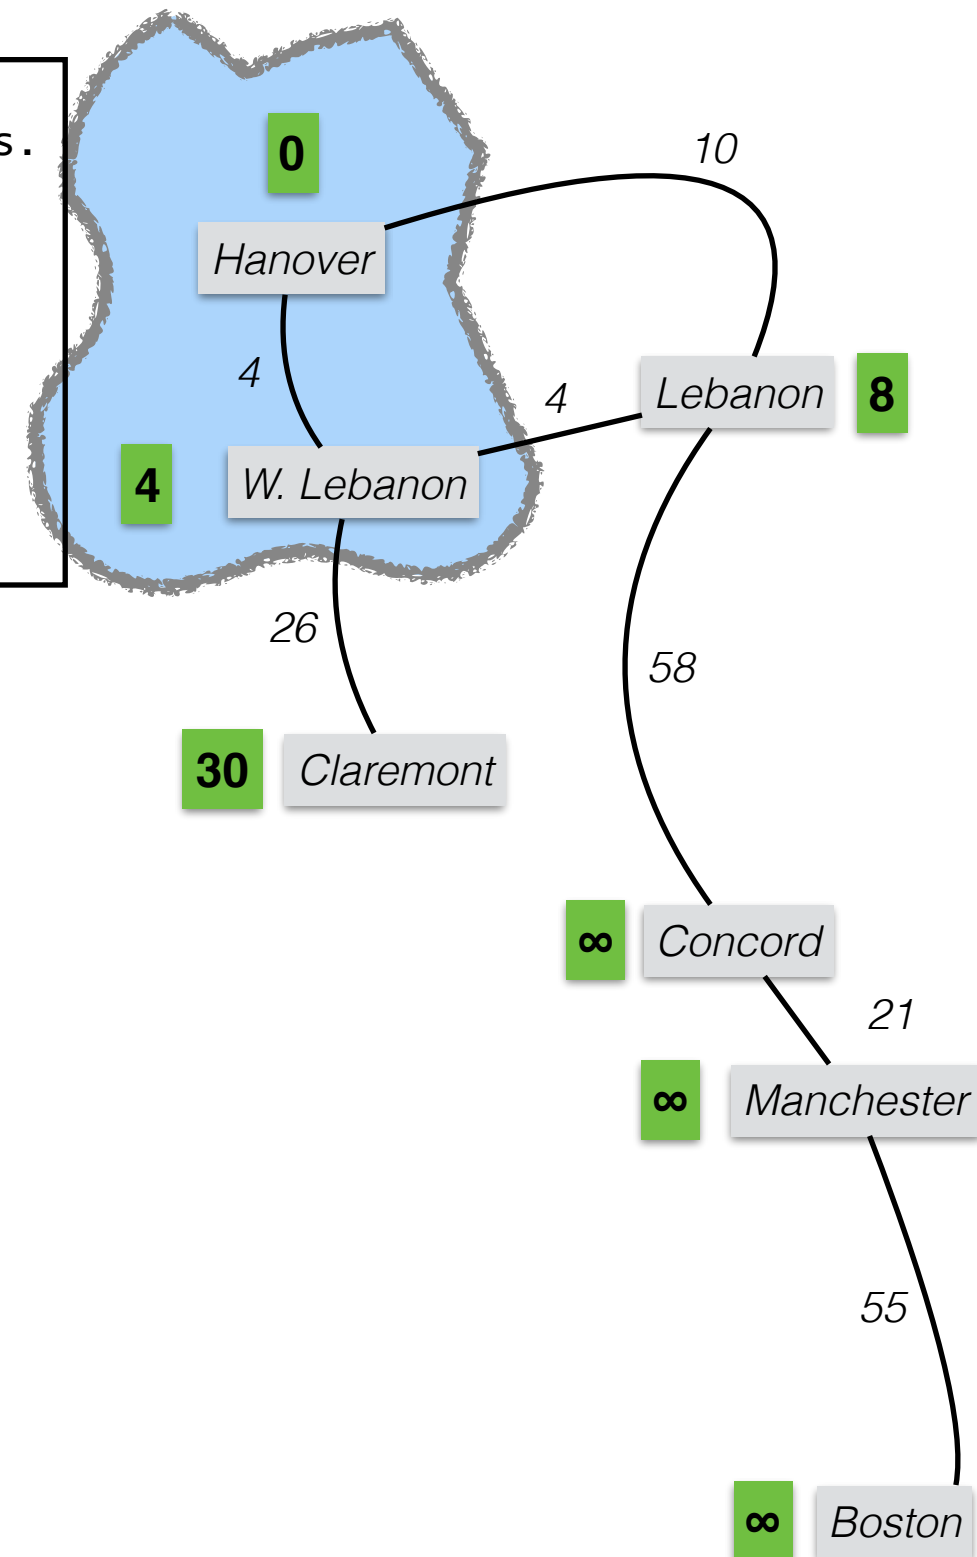 s.
0
10
Hanover
4
4
Lebanon
8
4
W. Lebanon
26
58
30
Claremont
∞
Concord
21
∞
Manchester
55
∞
Boston